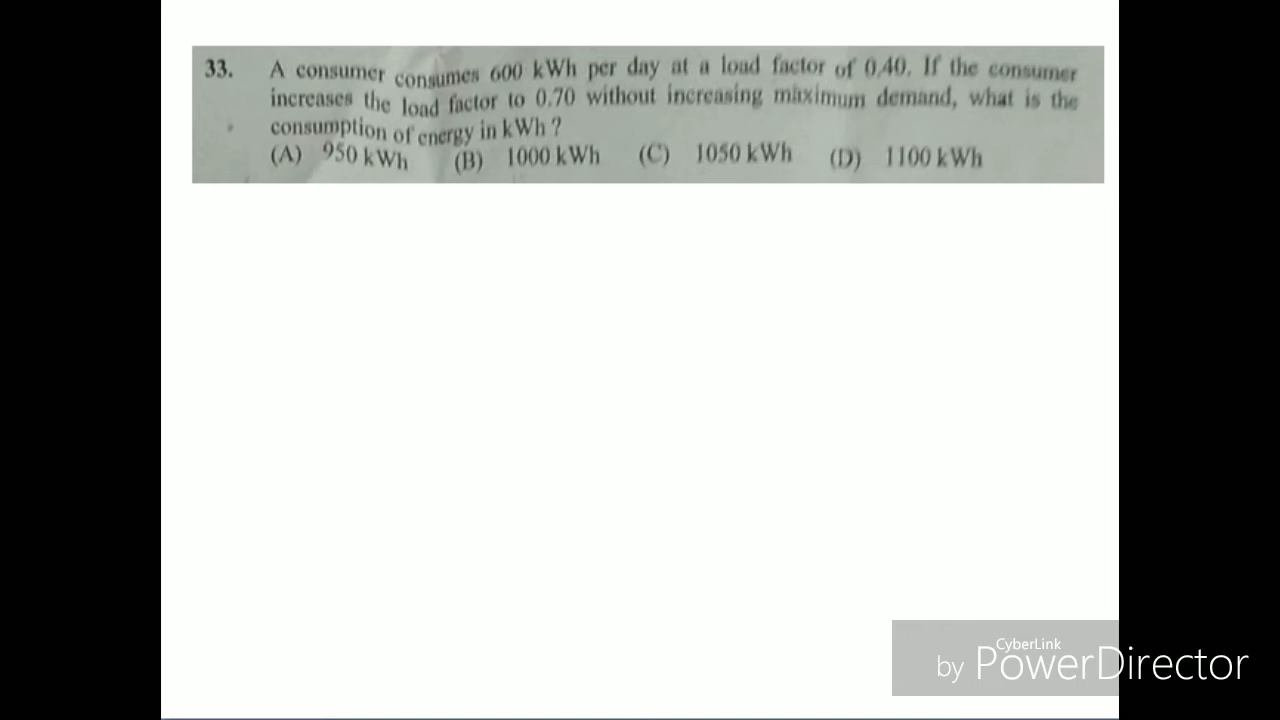 33. A consumer consumes 600 kWh per day at a load factor of 0.40. If the consumer
increases the load factor to 0.70 without increasing maximum demand, what is the
consumption of energy in kWh ?
(A) 950 kWh (B) 1000 kWh (C) 1050 kWh (D) 1100 kWh
CyberLink
by PowerDirector